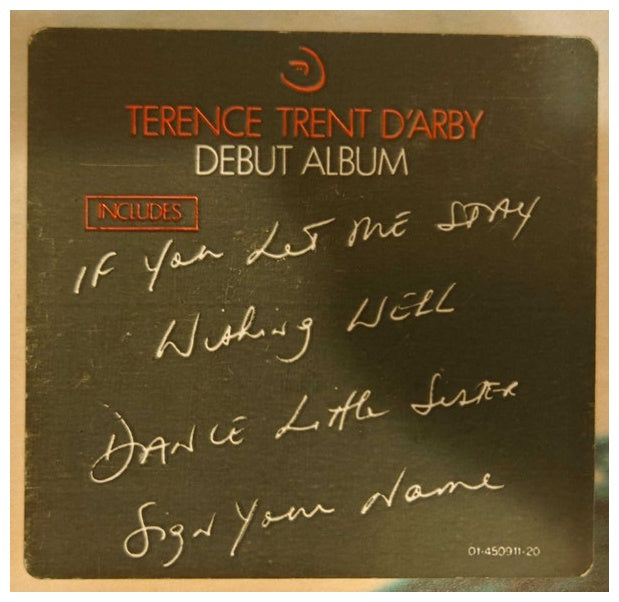 TERENCE TRENT D'ARBY
DEBUT ALBUM
INCLUDES
IF You Let ME STAY
Wishing WELL
DANCE Little SISTER
Sign Your Name
01-450911-20